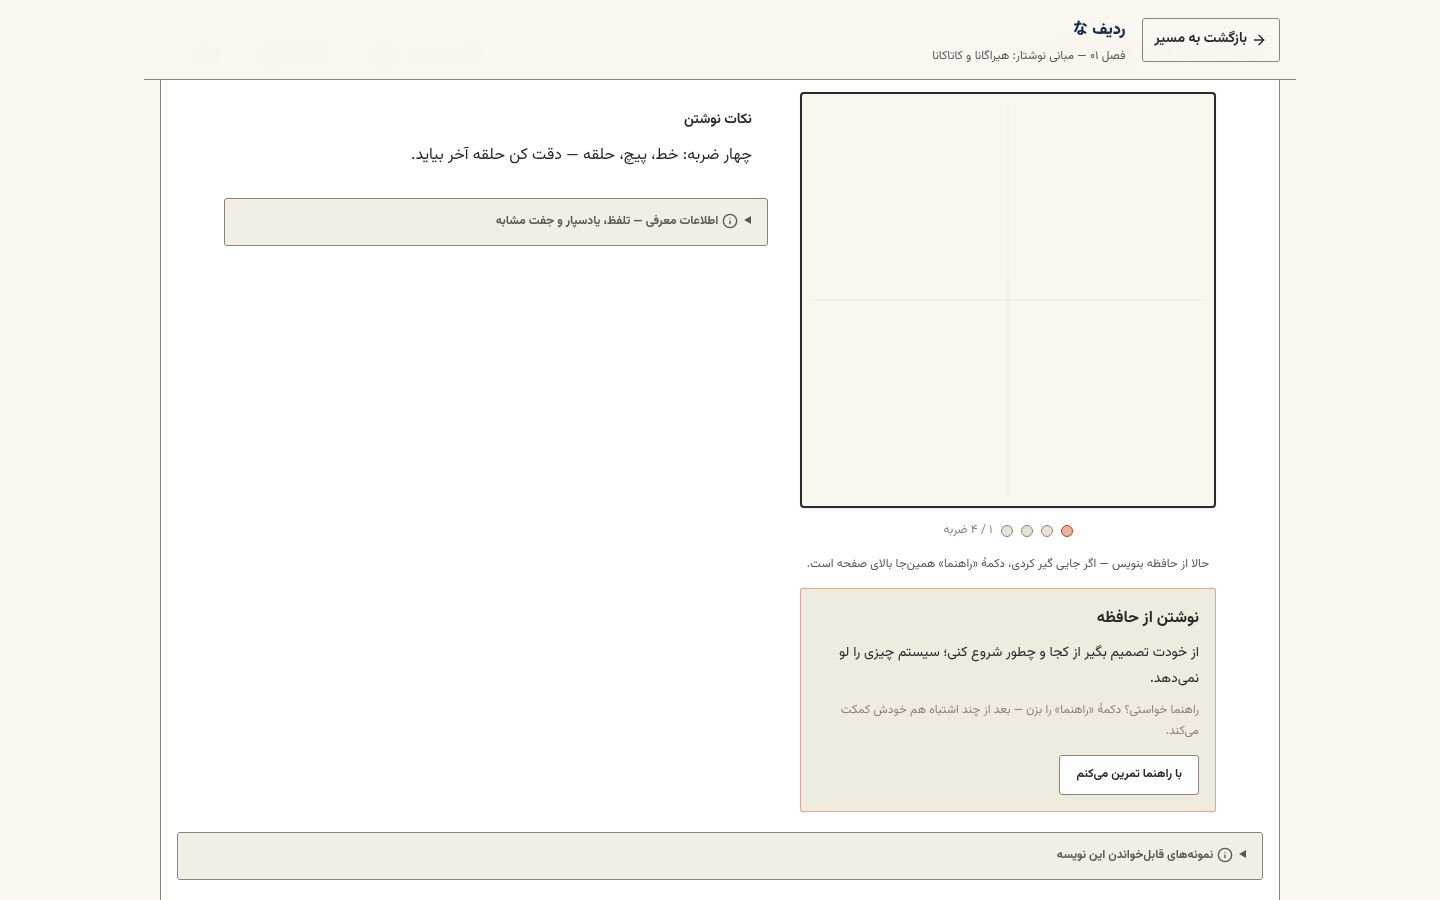 بازگشت به مسیر
ردیف な
فصل ۰۱ — مبانی نوشتار: هیراگانا و کاتاکانا
نکات نوشتن
چهار ضربه: خط، پیچ، حلقه — دقت کن حلقه آخر بیاید.
اطلاعات معرفی — تلفظ، یادسپار و جفت مشابه
۱ / ۴ ضربه
حالا از حافظه بنویس — اگر جایی گیر کردی، دکمهٔ «راهنما» همین‌جا بالای صفحه است.
نوشتن از حافظه
از خودت تصمیم بگیر از کجا و چطور شروع کنی؛ سیستم چیزی را لو
نمی‌دهد.
راهنما خواستی؟ دکمهٔ «راهنما» را بزن — بعد از چند اشتباه هم خودش کمکت
می‌کند.
با راهنما تمرین می‌کنم
نمونه‌های قابل‌خواندن این نویسه